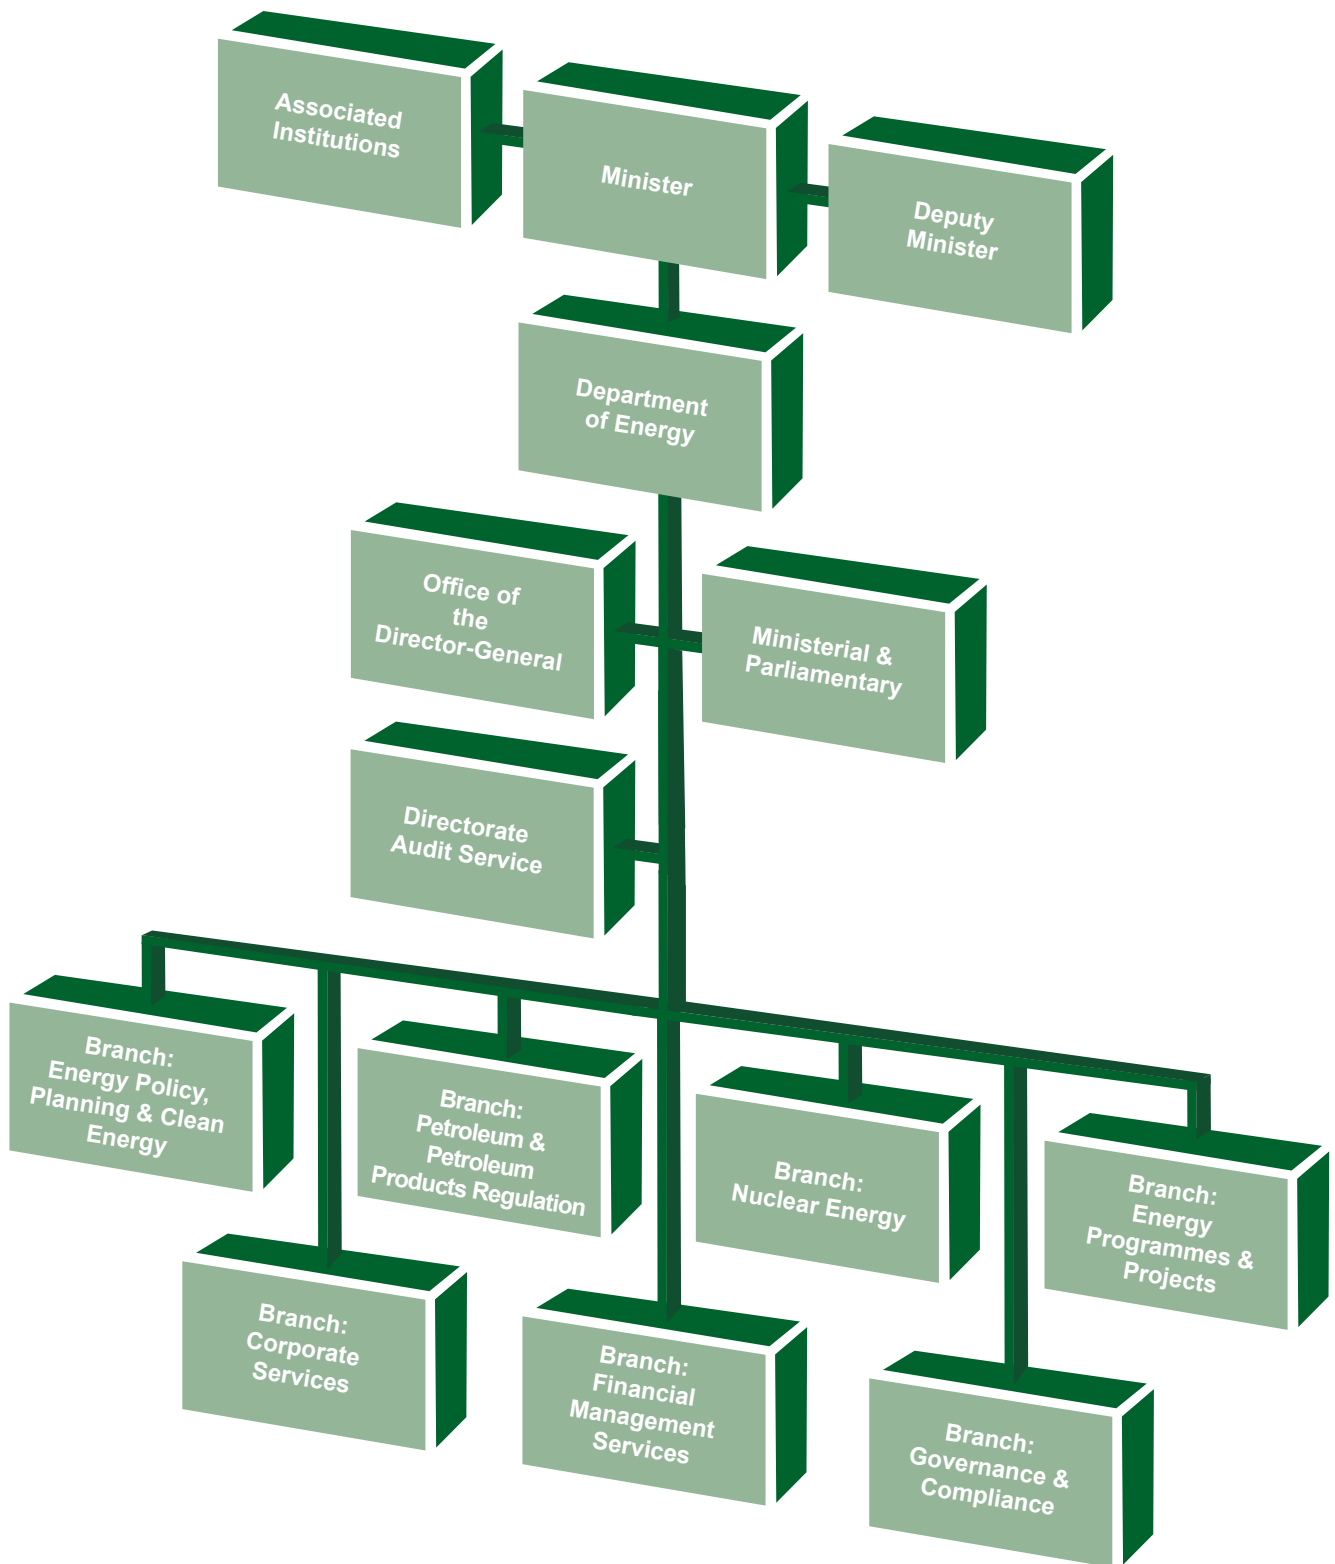 Associated
Institutions
Minister
Deputy
Minister
Department
of Energy
Office of
the
Director-General
Ministerial &
Parliamentary
Directorate
Audit Service
Branch:
Energy Policy,
Planning & Clean
Energy
Branch:
Petroleum &
Petroleum
Products Regulation
Branch:
Nuclear Energy
Branch:
Energy
Programmes &
Projects
Branch:
Corporate
Services
Branch:
Financial
Management
Services
Branch:
Governance &
Compliance